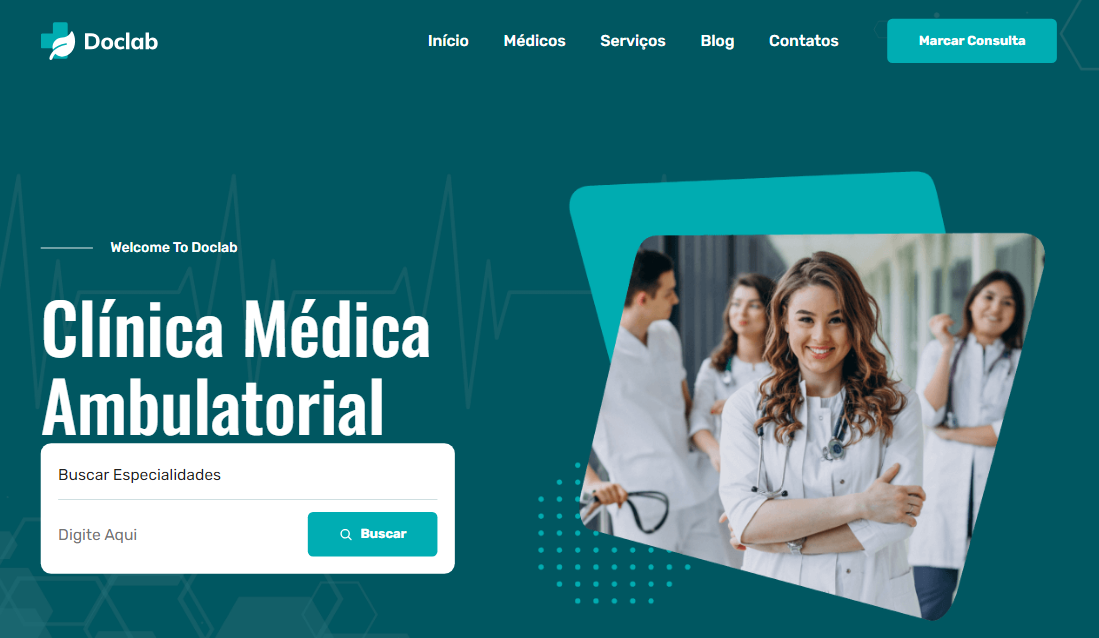 Doclab
Início Médicos Serviços Blog Contatos Marcar Consulta
Welcome To Doclab
Clínica Médica
Ambulatorial
Buscar Especialidades
Digite Aqui Buscar